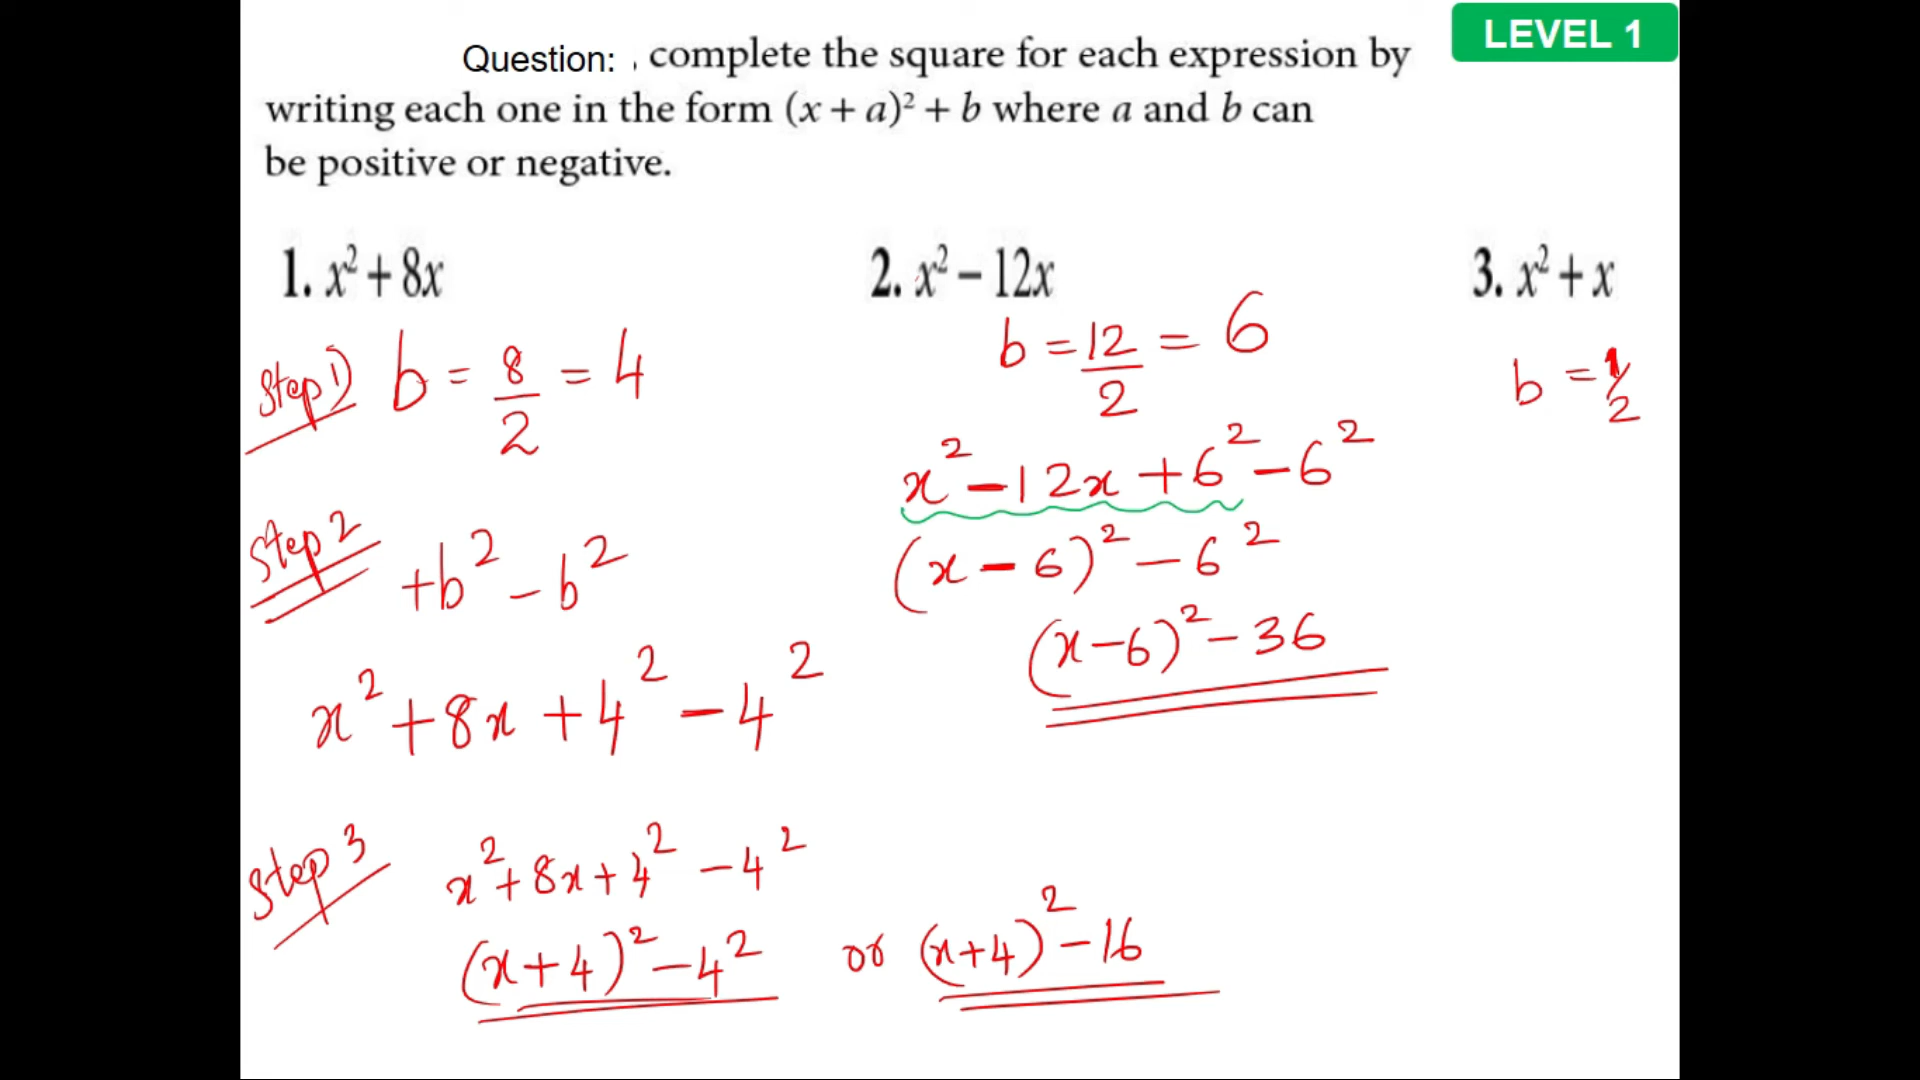 LEVEL 1
Question: , complete the square for each expression by
writing each one in the form (x + a)² + b where a and b can
be positive or negative.
1. x² + 8x
2. x² – 12x
3. x² + x
Step 1) b = 8/2 = 4
b = 12/2 = 6
b = 1/2
x² – 12x + 6² – 6²
Step 2 +b² – b²
(x – 6)² – 6²
(x – 6)² – 36
x² + 8x + 4² – 4²
Step 3 x² + 8x + 4² – 4²
(x + 4)² – 4² or (x + 4)² – 16